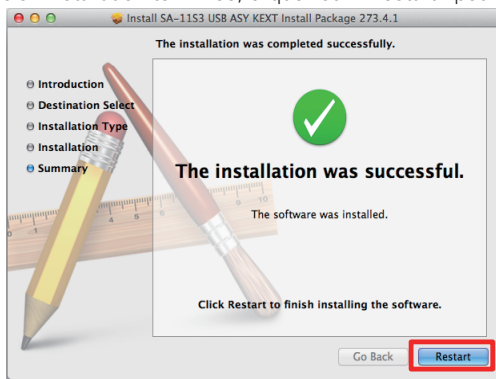 Install SA-11S3 USB ASY KEXT Install Package 273.4.1
The installation was completed successfully.
Introduction
Destination Select
Installation Type
Installation
Summary
The installation was successful.
The software was installed.
Click Restart to finish installing the software.
Go Back
Restart